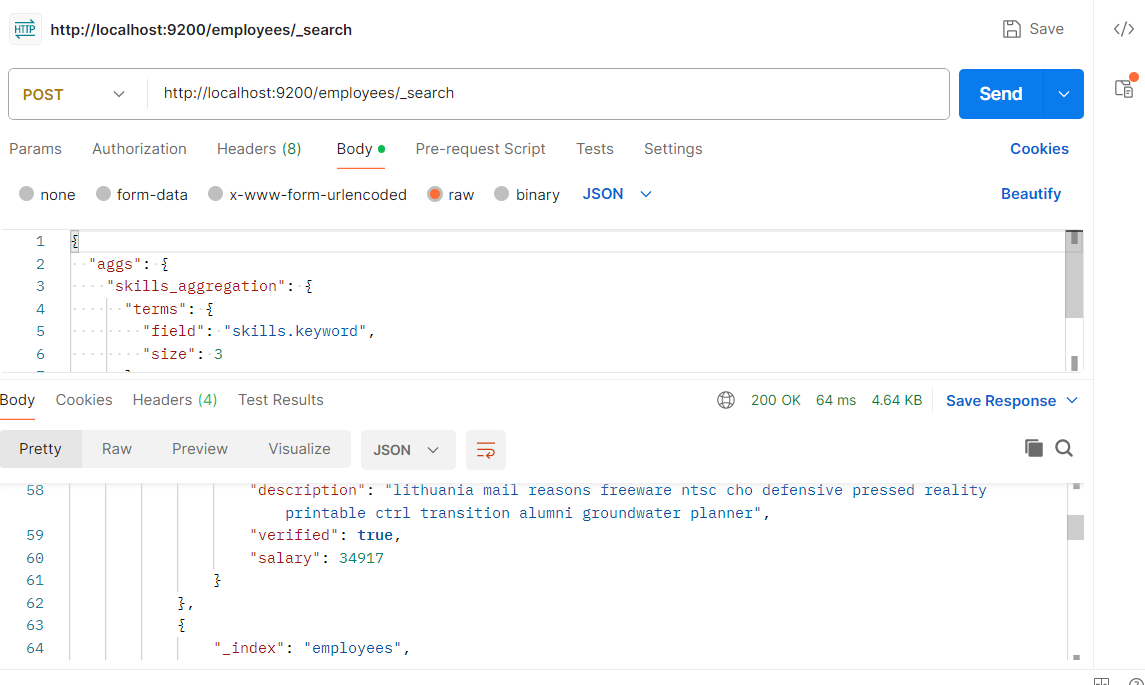 HTTP http://localhost:9200/employees/_search Save
POST http://localhost:9200/employees/_search Send
Params Authorization Headers (8) Body Pre-request Script Tests Settings Cookies
none form-data x-www-form-urlencoded raw binary JSON Beautify
1 {
2 "aggs": {
3 "skills_aggregation": {
4 "terms": {
5 "field": "skills.keyword",
6 "size": 3
Body Cookies Headers (4) Test Results 200 OK 64 ms 4.64 KB Save Response
Pretty Raw Preview Visualize JSON
58 "description": "lithuania mail reasons freeware ntsc cho defensive pressed reality
printable ctrl transition alumni groundwater planner",
59 "verified": true,
60 "salary": 34917
61 }
62 },
63 {
64 "_index": "employees",